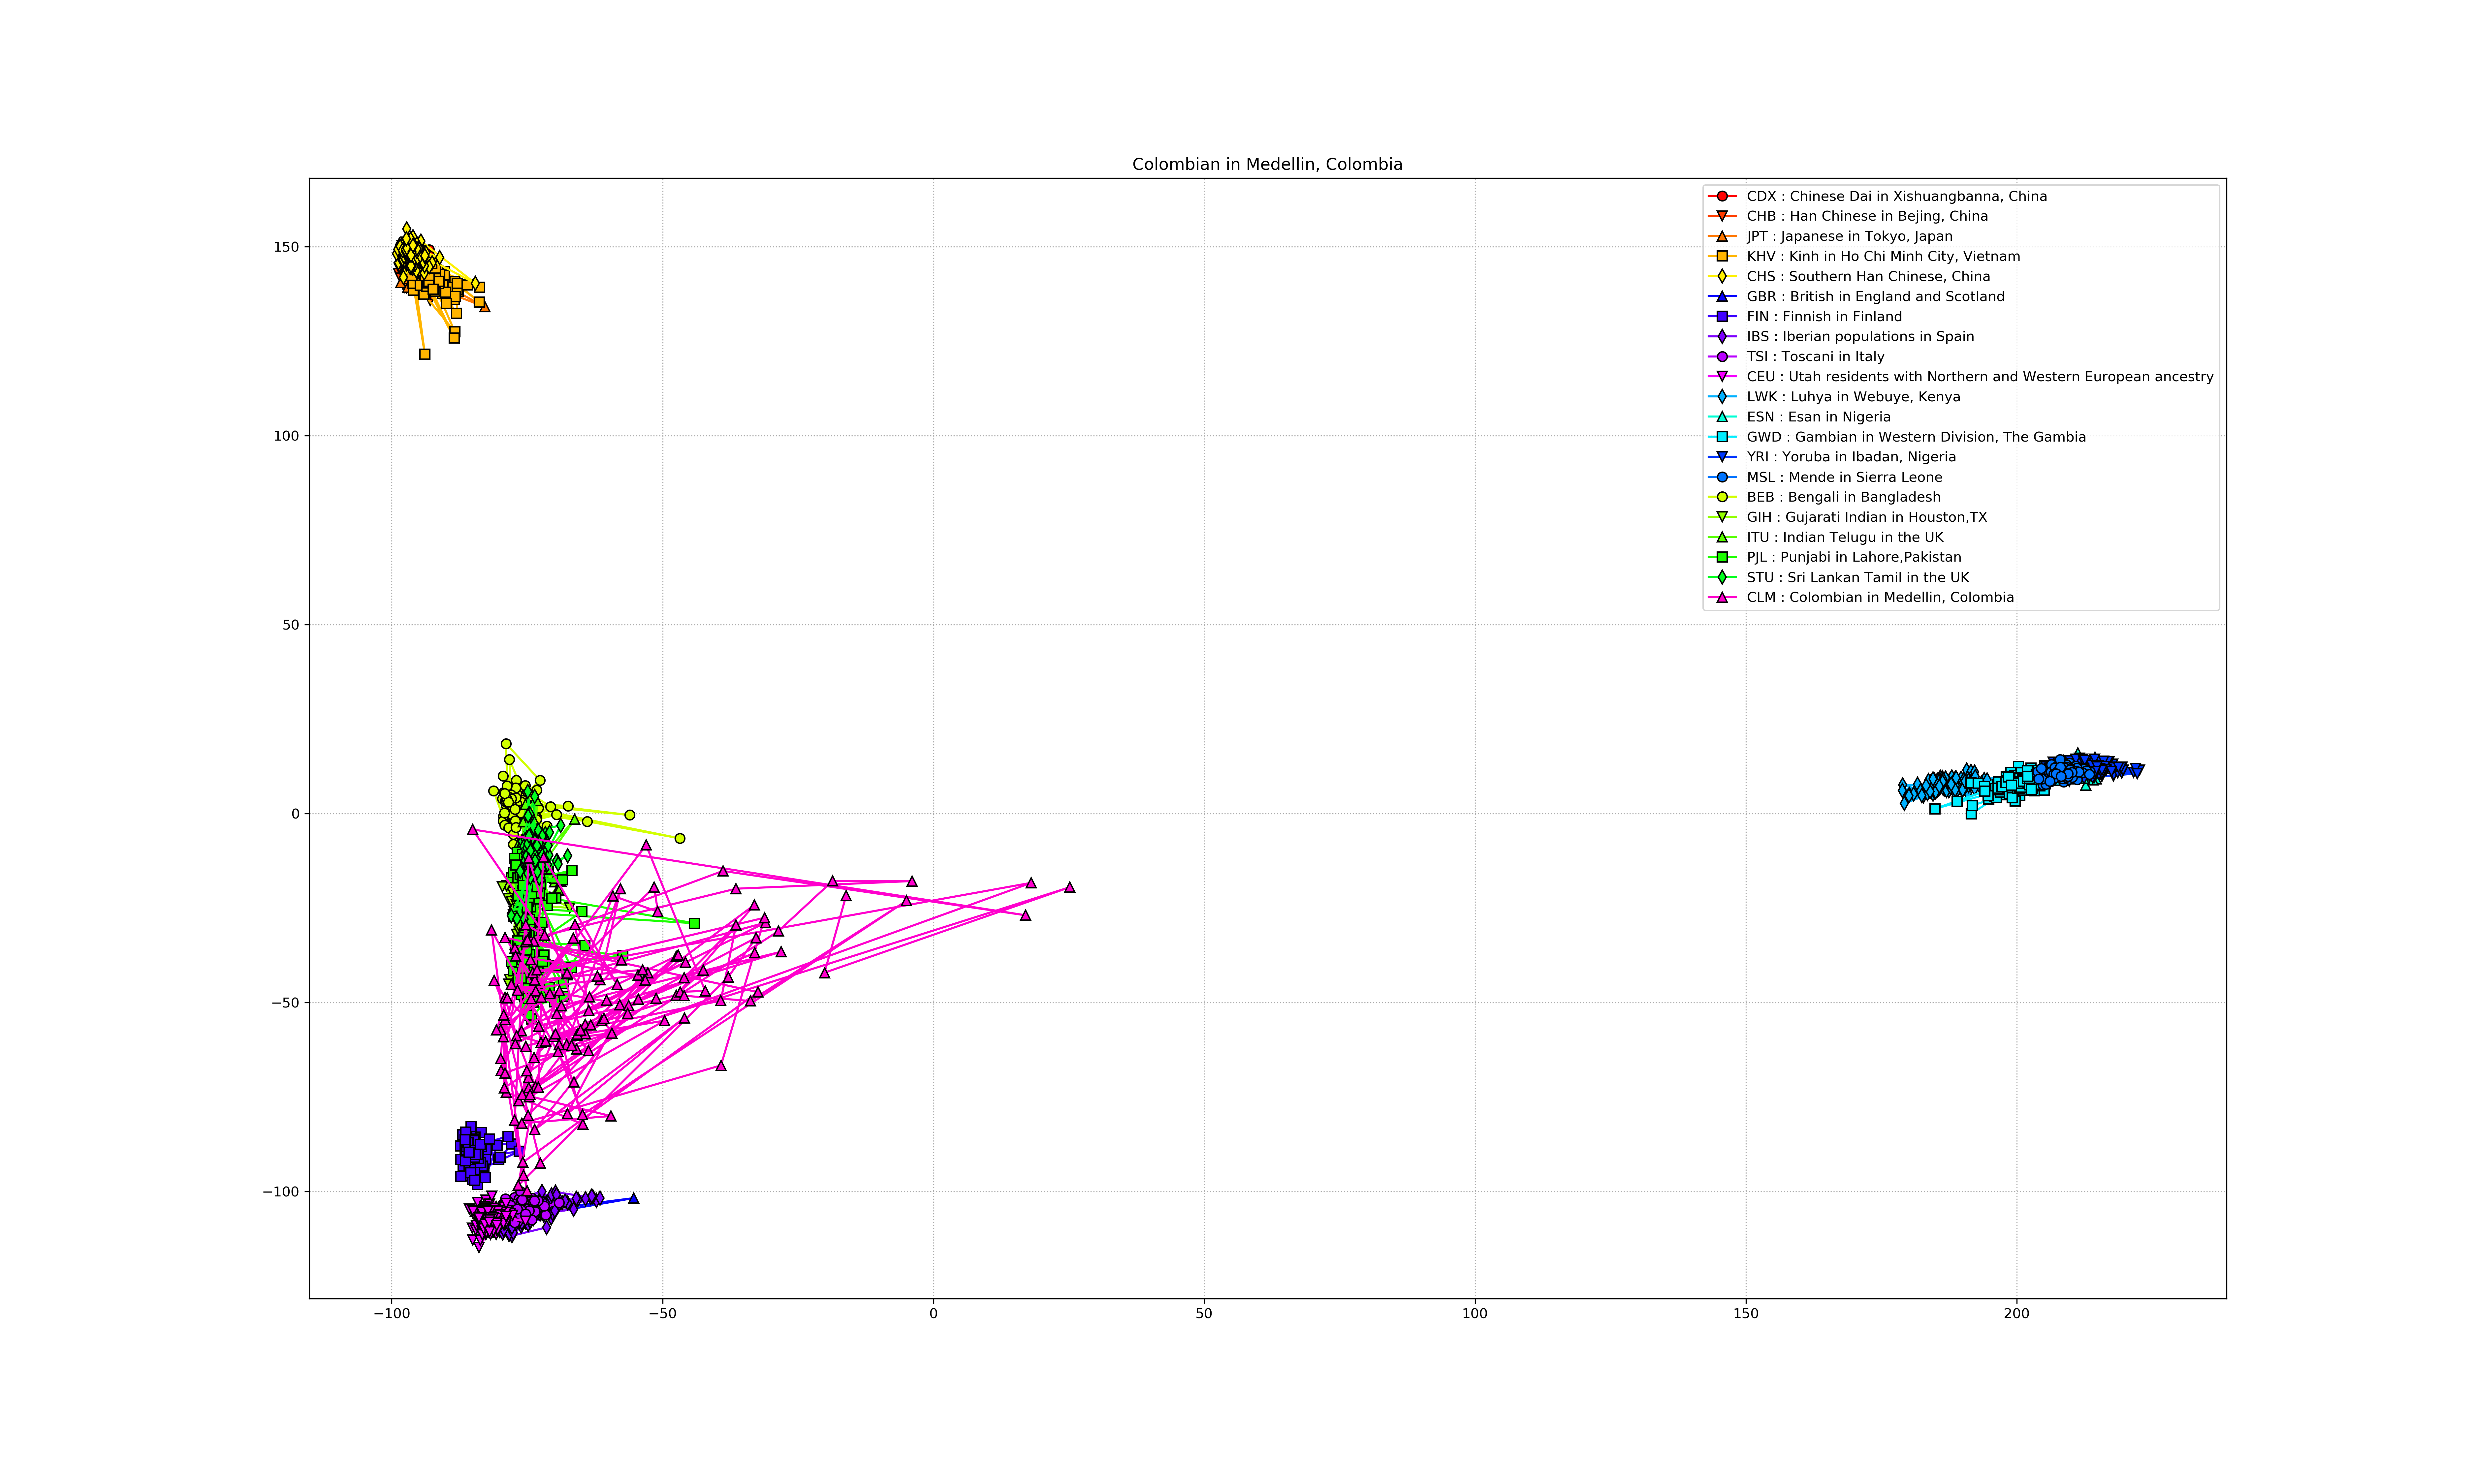 Colombian in Medellin, Colombia
CDX : Chinese Dai in Xishuangbanna, China
CHB : Han Chinese in Bejing, China
JPT : Japanese in Tokyo, Japan
KHV : Kinh in Ho Chi Minh City, Vietnam
CHS : Southern Han Chinese, China
GBR : British in England and Scotland
FIN : Finnish in Finland
IBS : Iberian populations in Spain
TSI : Toscani in Italy
CEU : Utah residents with Northern and Western European ancestry
LWK : Luhya in Webuye, Kenya
ESN : Esan in Nigeria
GWD : Gambian in Western Division, The Gambia
YRI : Yoruba in Ibadan, Nigeria
MSL : Mende in Sierra Leone
BEB : Bengali in Bangladesh
GIH : Gujarati Indian in Houston,TX
ITU : Indian Telugu in the UK
PJL : Punjabi in Lahore,Pakistan
STU : Sri Lankan Tamil in the UK
CLM : Colombian in Medellin, Colombia
150
100
50
0
−50
−100
−100 −50 0 50 100 150 200